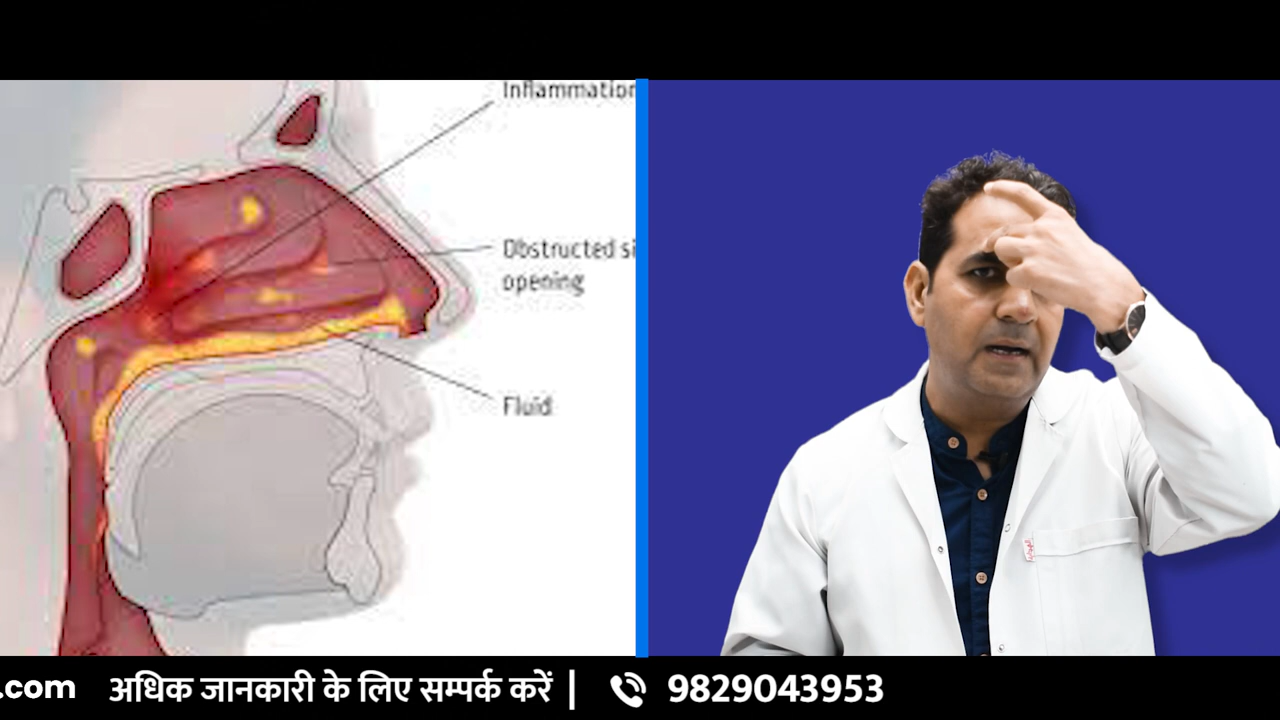 Inflammation
Obstructed si
opening
Fluid
.com अधिक जानकारी के लिए सम्पर्क करें | 9829043953